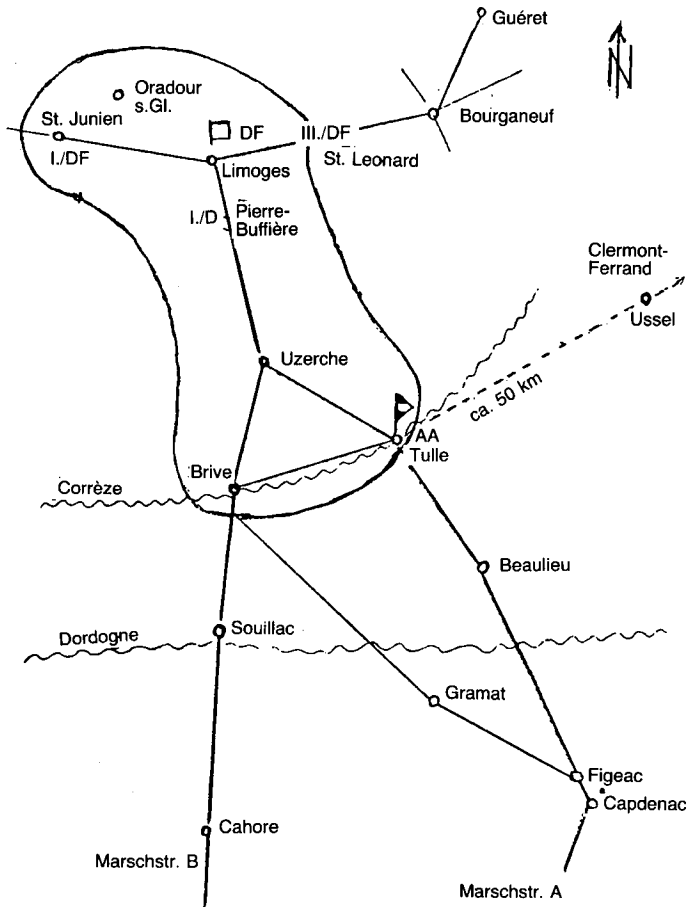 Guéret
N
Oradour
s.Gl.
St. Junien
I./DF
DF
III./DF
St. Leonard
Bourganeuf
Limoges
I./D
Pierre-
Buffière
Clermont-
Ferrand
Ussel
Uzerche
ca. 50 km
AA
Tulle
Brive
Corrèze
Beaulieu
Souillac
Dordogne
Gramat
Figeac
Capdenac
Cahore
Marschstr. B
Marschstr. A